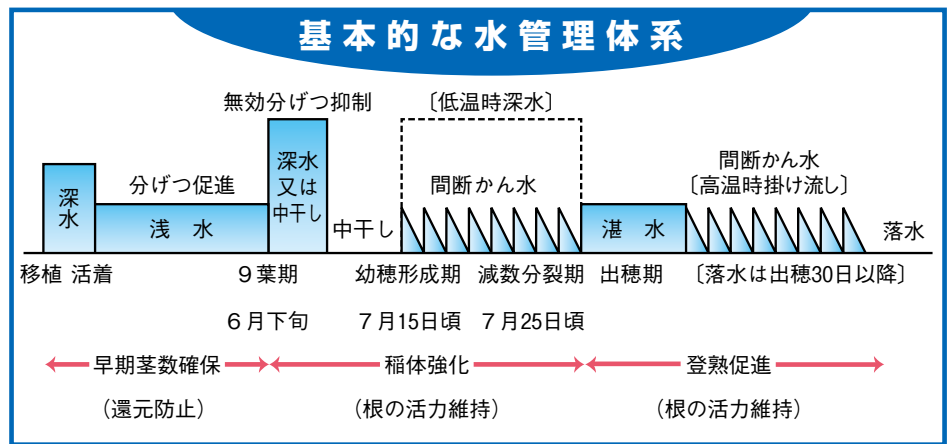 基本的な水管理体系
無効分げつ抑制
〔低温時深水〕
深水
分げつ促進
浅 水
深水
又は
中干し
中干し
間断かん水
湛 水
間断かん水
〔高温時掛け流し〕
落水
移植 活着
9葉期
幼穂形成期
減数分裂期
出穂期
〔落水は出穂30日以降〕
6月下旬
7月15日頃
7月25日頃
早期茎数確保
稲体強化
登熟促進
(還元防止)
(根の活力維持)
(根の活力維持)